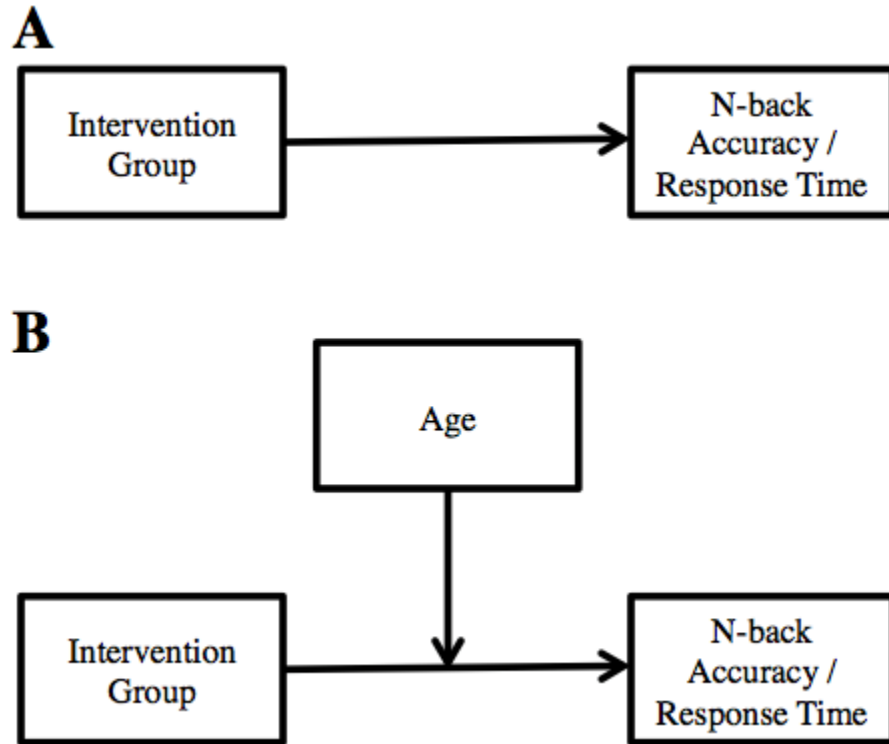 A
Intervention
Group
N-back
Accuracy /
Response Time
B
Age
Intervention
Group
N-back
Accuracy /
Response Time